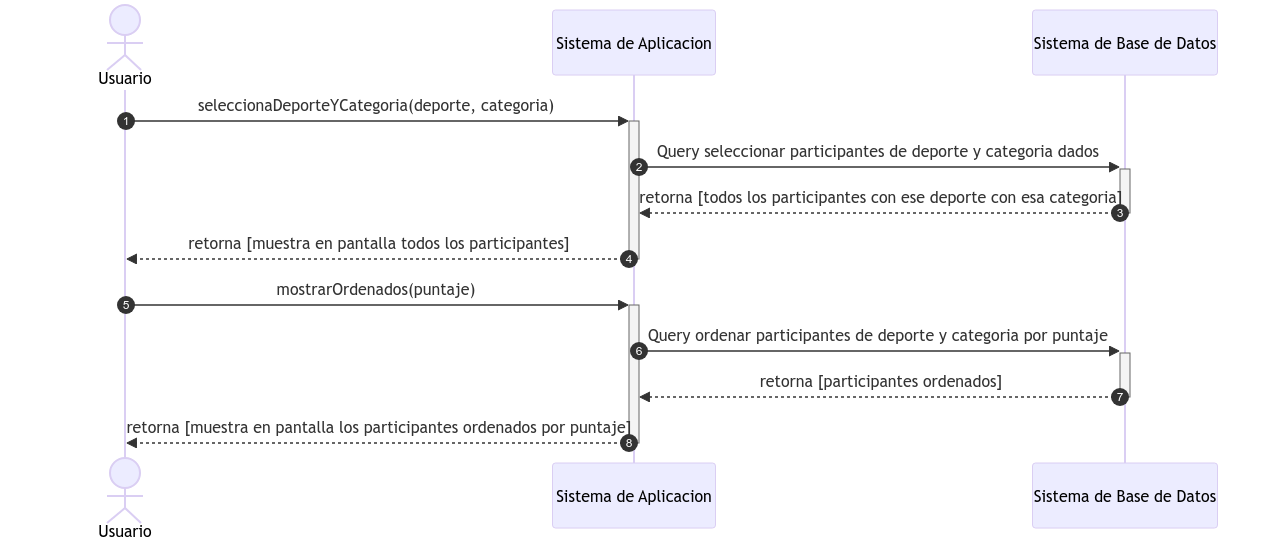 Usuario
Sistema de Aplicacion
Sistema de Base de Datos
seleccionaDeporteYCategoria(deporte, categoria)
1
Query seleccionar participantes de deporte y categoria dados
2
retorna [todos los participantes con ese deporte con esa categoria]
3
retorna [muestra en pantalla todos los participantes]
4
mostrarOrdenados(puntaje)
5
Query ordenar participantes de deporte y categoria por puntaje
6
retorna [participantes ordenados]
7
retorna [muestra en pantalla los participantes ordenados por puntaje]
8
Usuario
Sistema de Aplicacion
Sistema de Base de Datos